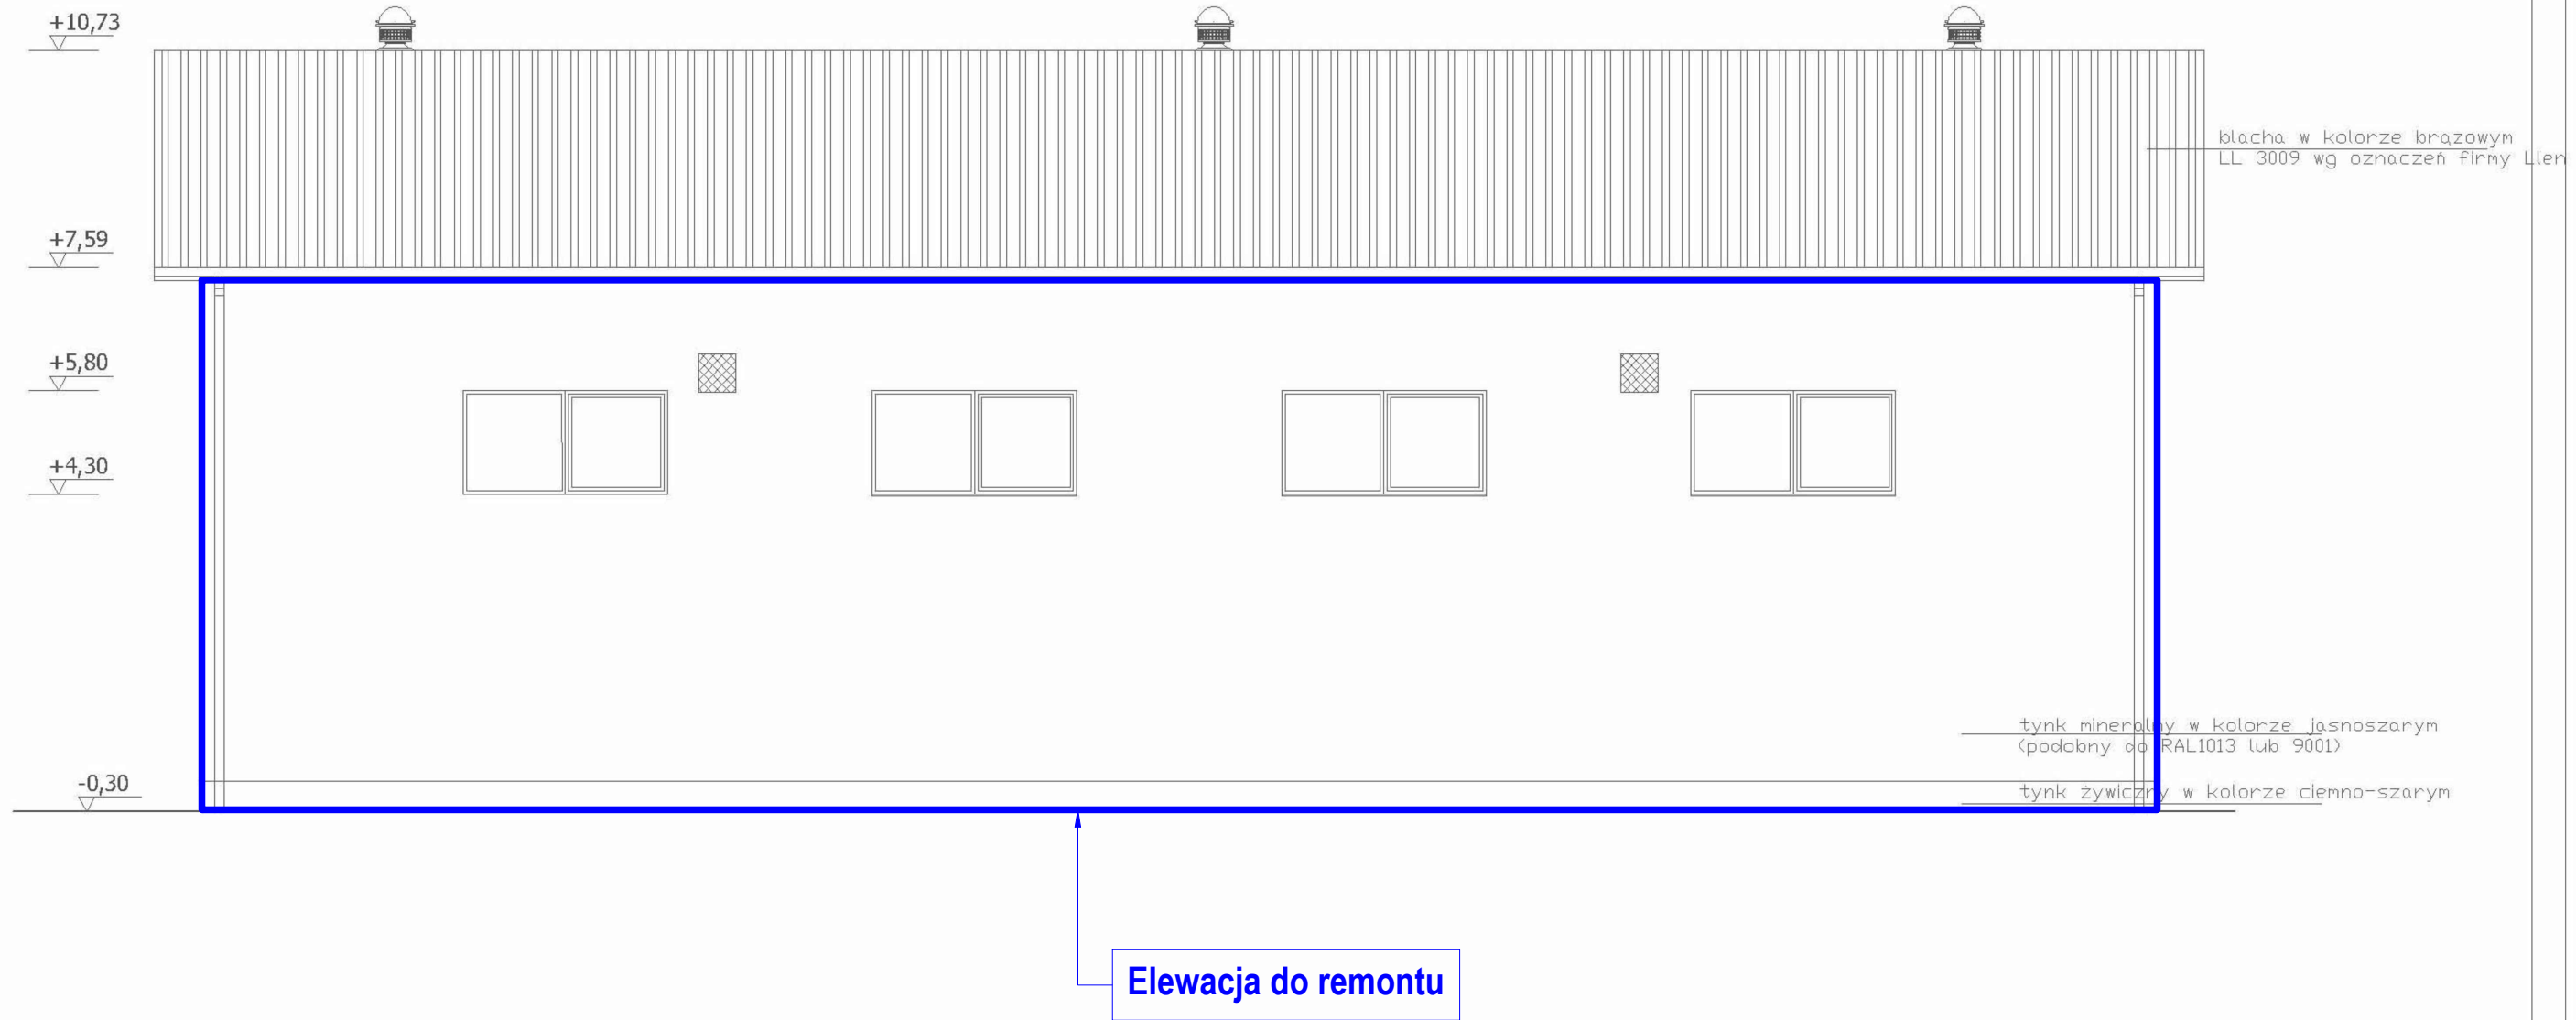 +10,73
blacha w kolorze brązowym
LL 3009 wg oznaczeń firmy Llen
+7,59
+5,80
+4,30
tynk mineralny w kolorze jasnoszarym
(podobny do RAL1013 lub 9001)
-0,30
tynk żywiczny w kolorze ciemno-szarym
Elewacja do remontu